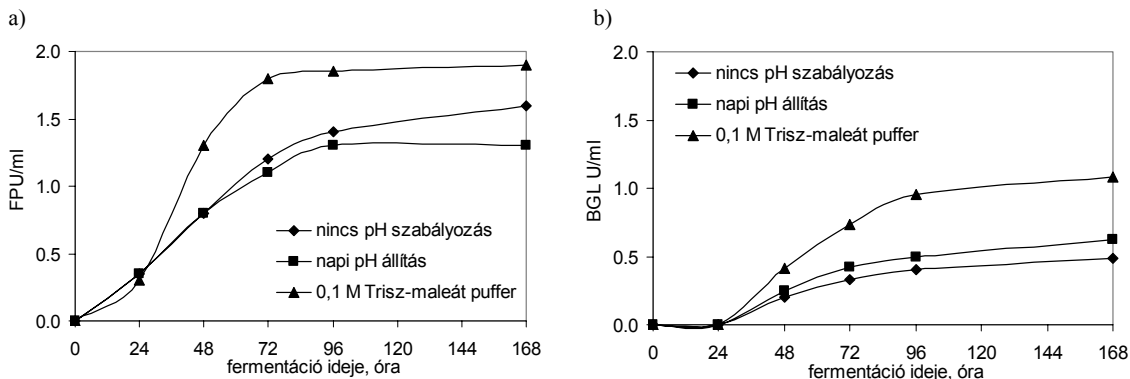 a)
2.0
1.5
1.0
0.5
0.0
FPU/ml
nincs pH szabályozás
napi pH állítás
0,1 M Trisz-maleát puffer
0 24 48 72 96 120 144 168
fermentáció ideje, óra
b)
2.0
1.5
1.0
0.5
0.0
BGL U/ml
nincs pH szabályozás
napi pH állítás
0,1 M Trisz-maleát puffer
0 24 48 72 96 120 144 168
fermentáció ideje, óra